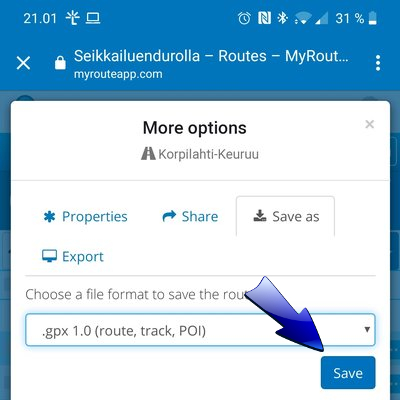 21.01 31 %
Seikkailuendurolla – Routes – MyRout...
myrouteapp.com
More options ×
Korpilahti-Keuruu
Properties Share Save as
Export
Choose a file format to save the
.gpx 1.0 (route, track, POI)
Save